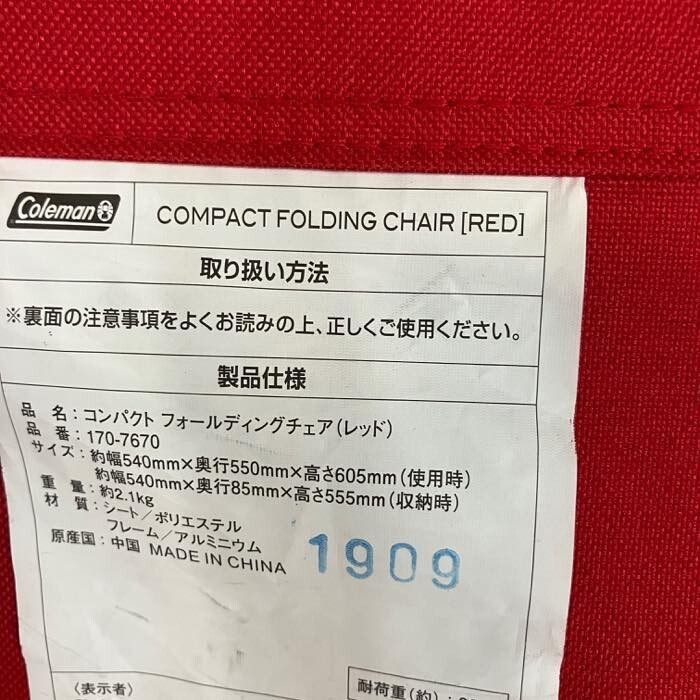 Coleman
COMPACT FOLDING CHAIR [RED]
取り扱い方法
※裏面の注意事項をよくお読みの上、正しくご使用ください。
製品仕様
品 名：コンパクト フォールディングチェア（レッド）
品 番：170-7670
サイズ：約幅540mm×奥行550mm×高さ605mm（使用時）
約幅540mm×奥行85mm×高さ555mm（収納時）
重 量：約2.1kg
材 質：シート／ポリエステル
フレーム／アルミニウム
原産国：中国 MADE IN CHINA
1909
〈表示者〉
耐荷重（約）：